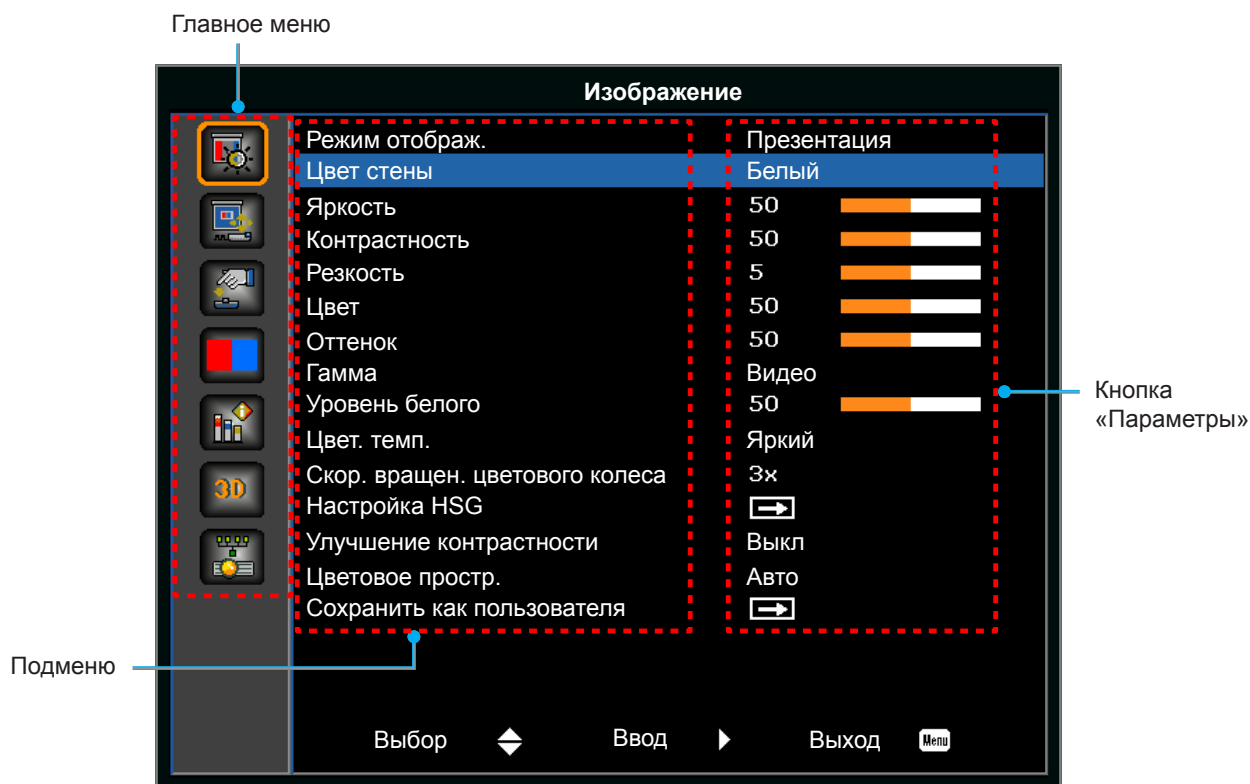 Главное меню
Изображение
Режим отображ. Презентация
Цвет стены Белый
Яркость 50
Контрастность 50
Резкость 5
Цвет 50
Оттенок 50
Гамма Видео
Уровень белого 50
Цвет. темп. Яркий
Скор. вращен. цветового колеса 3x
Настройка HSG
Улучшение контрастности Выкл
Цветовое простр. Авто
Сохранить как пользователя
3D
Кнопка
«Параметры»
Подменю
Выбор Ввод Выход Menu